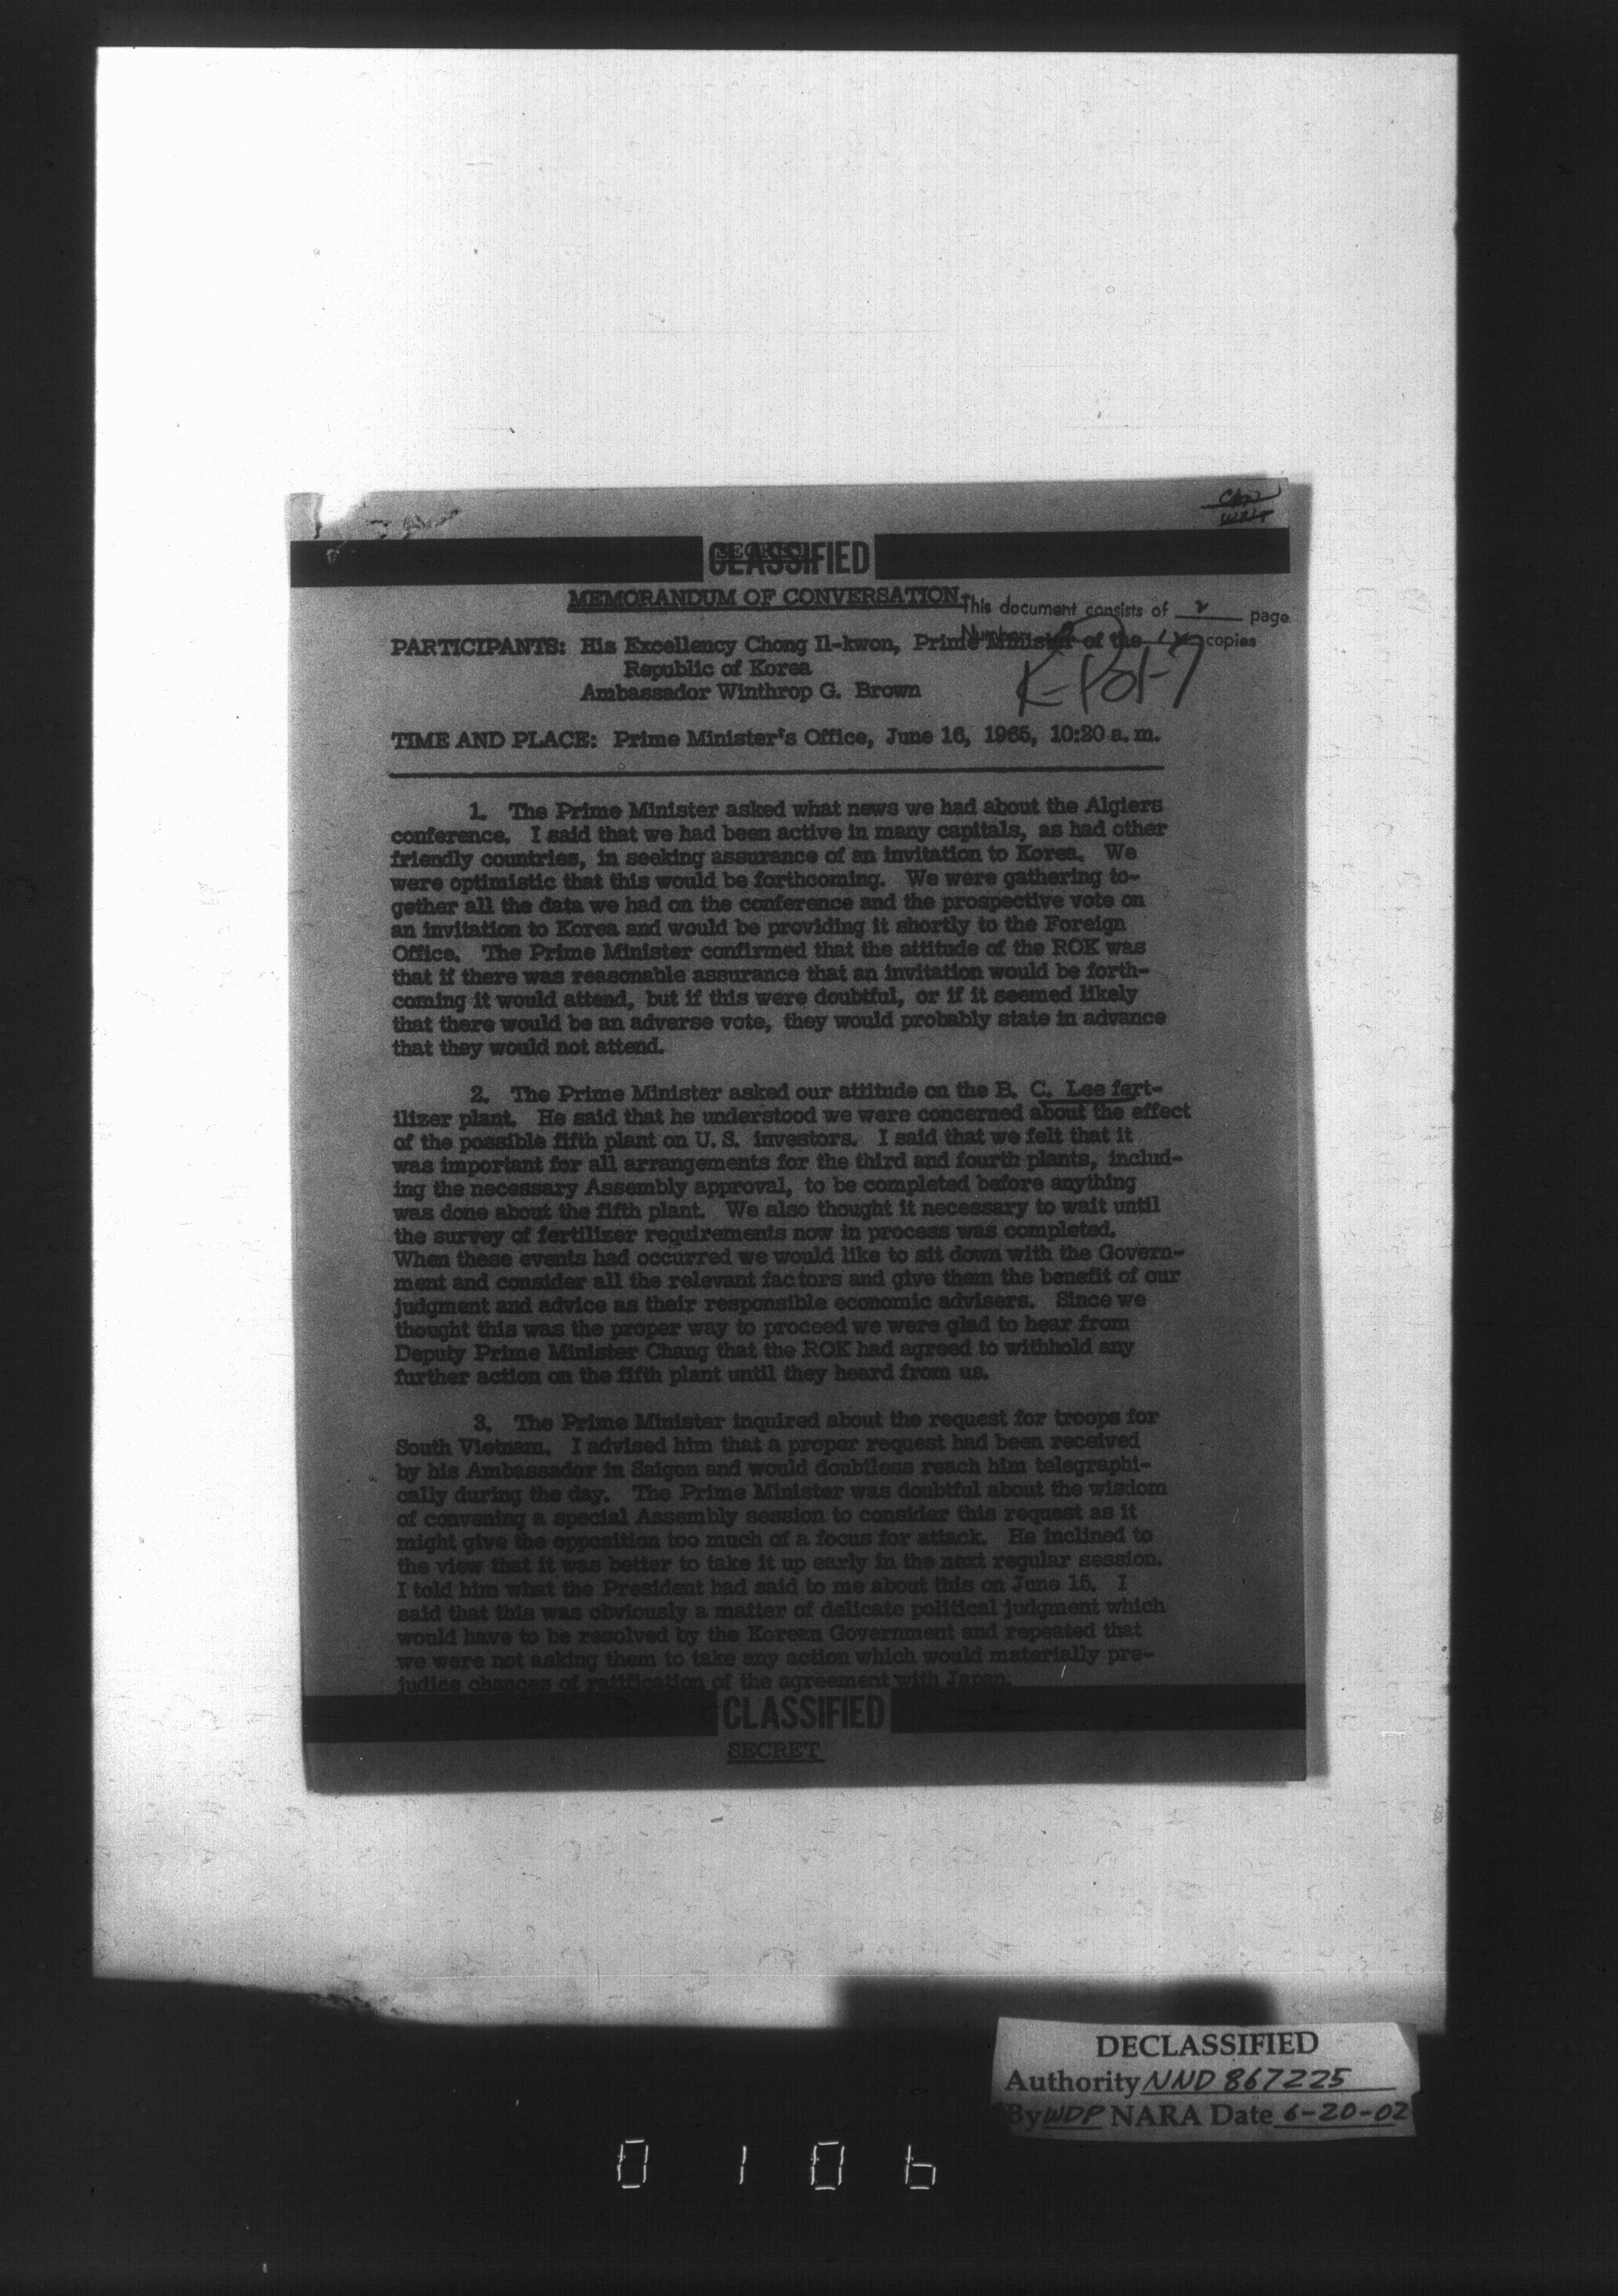 CLASSIFIED
MEMORANDUM OF CONVERSATION
This document consists of 2 page
Number 2 of copies
PARTICIPANTS: His Excellency Chong Il-kwon, Prime Minister of the
Republic of Korea
Ambassador Winthrop G. Brown
K-Pol-7
TIME AND PLACE: Prime Minister's Office, June 16, 1965, 10:20 a.m.
1. The Prime Minister asked what news we had about the Algiers
conference. I said that we had been active in many capitals, as had other
friendly countries, in seeking assurance of an invitation to Korea. We
were optimistic that this would be forthcoming. We were gathering to-
gether all the data we had on the conference and the prospective vote on
an invitation to Korea and would be providing it shortly to the Foreign
Office. The Prime Minister confirmed that the attitude of the ROK was
that if there was reasonable assurance that an invitation would be forth-
coming it would attend, but if this were doubtful, or if it seemed likely
that there would be an adverse vote, they would probably state in advance
that they would not attend.
2. The Prime Minister asked our attitude on the B. C. Lee fert-
ilizer plant. He said that he understood we were concerned about the effect
of the possible fifth plant on U. S. investors. I said that we felt that it
was important for all arrangements for the third and fourth plants, includ-
ing the necessary Assembly approval, to be completed before anything
was done about the fifth plant. We also thought it necessary to wait until
the survey of fertilizer requirements now in process was completed.
When these events had occurred we would like to sit down with the Govern-
ment and consider all the relevant factors and give them the benefit of our
judgment and advice as their responsible economic advisers. Since we
thought this was the proper way to proceed we were glad to hear from
Deputy Prime Minister Chang that the ROK had agreed to withhold any
further action on the fifth plant until they heard from us.
3. The Prime Minister inquired about the request for troops for
South Vietnam. I advised him that a proper request had been received
by his Ambassador in Saigon and would doubtless reach him telegraphi-
cally during the day. The Prime Minister was doubtful about the wisdom
of convening a special Assembly session to consider this request as it
might give the opposition too much of a focus for attack. He inclined to
the view that it was better to take it up early in the next regular session.
I told him what the President had said to me about this on June 15. I
said that this was obviously a matter of delicate political judgment which
would have to be resolved by the Korean Government and repeated that
we were not asking them to take any action which would materially pre-
judice chances of ratification of the agreement with Japan.
CLASSIFIED
SECRET
DECLASSIFIED
Authority NND 867225
By WDP NARA Date 6-20-02
0106